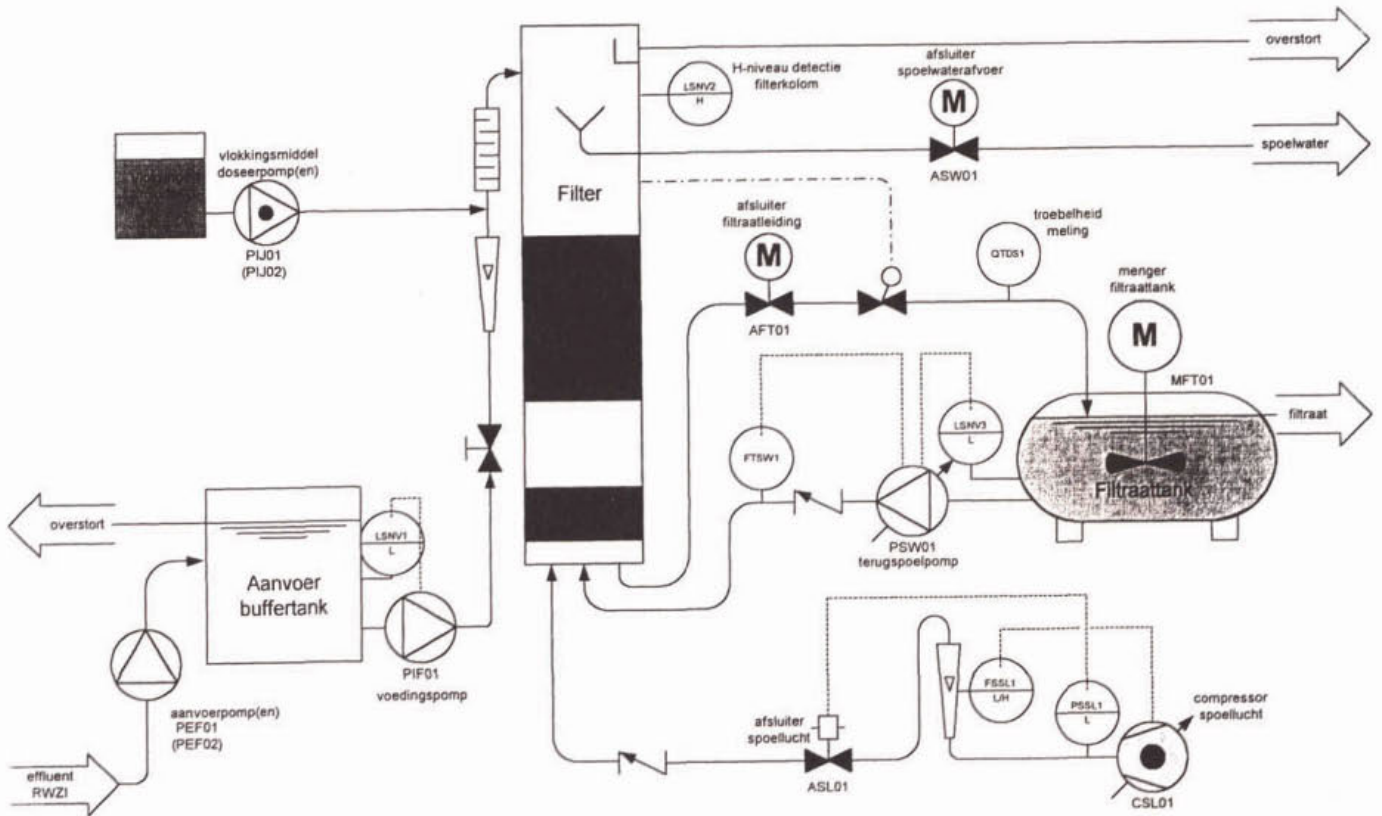 overstort
afsluiter
spoelwaterafvoer
M
ASW01
H-niveau detectie
filterkolom
LSNV2
H
spoelwater
vlokkingsmiddel
doseerpomp(en)
PIJ01
(PIJ02)
Filter
afsluiter
filtraatleiding
M
AFT01
troebelheid
meling
QTDS1
menger
filtraattank
M
MFT01
filtraat
Filtraattank
LSNV3
L
FTSW1
PSW01
terugspoelpomp
overstort
LSNV1
L
Aanvoer
buffertank
PIF01
voedingspomp
aanvoerpomp(en)
PEF01
(PEF02)
effluent
RWZI
afsluiter
spoellucht
ASL01
FSSL1
L/H
PSSL1
L
compressor
spoellucht
CSL01